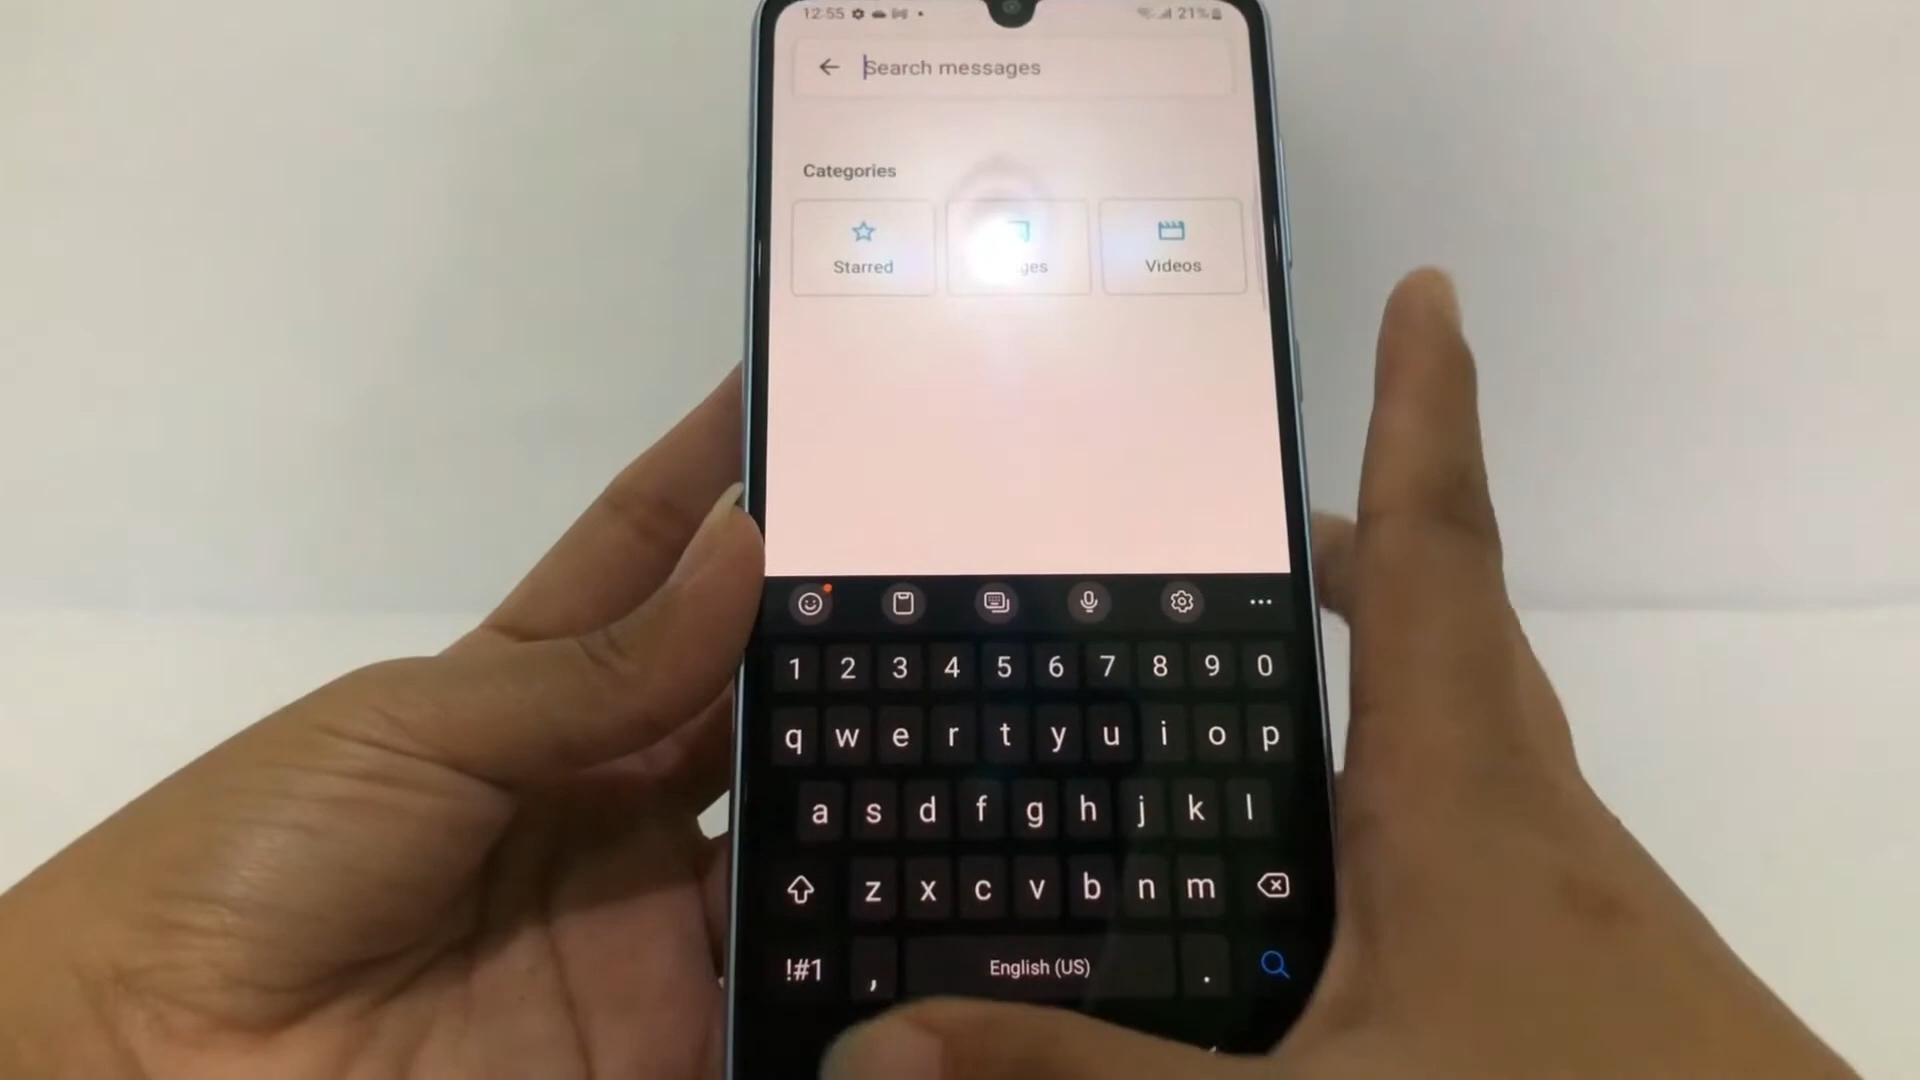 12:55 21%
Search messages
Categories
Starred Videos
1 2 3 4 5 6 7 8 9 0
q w e r t y u i o p
a s d f g h j k l
z x c v b n m
!#1 , English (US) .